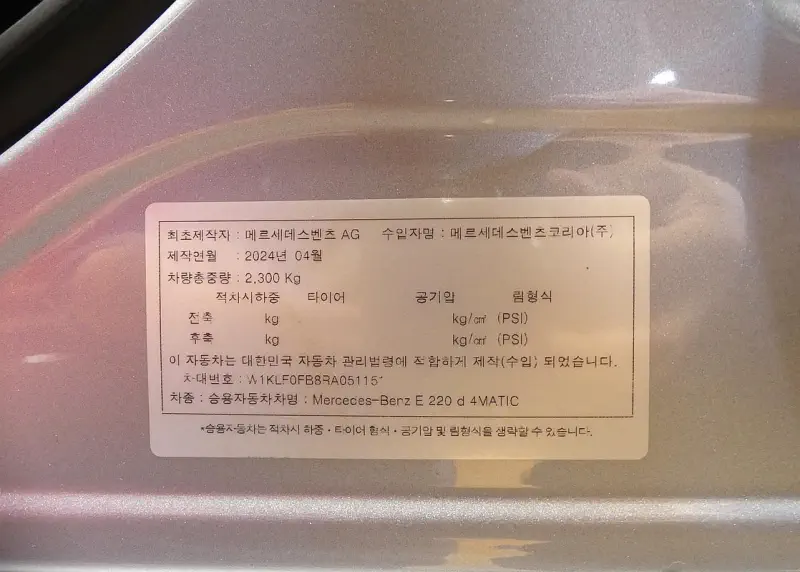 최초제작자 : 메르세데스벤츠 AG 수입자명 : 메르세데스벤츠코리아(주)
제작연월 : 2024년 04월
차량총중량 : 2,300 Kg
적차시하중 타이어 공기압 림형식
전축 kg kg/㎠ (PSI)
후축 kg kg/㎠ (PSI)
이 자동차는 대한민국 자동차 관리법령에 적합하게 제작(수입) 되었습니다.
차대번호 :
차종 : 승용자동차차명 : Mercedes-Benz E 220 d 4MATIC
*승용자동차는 적차시 하중・타이어 형식・공기압 및 림형식을 생략할 수 있습니다.